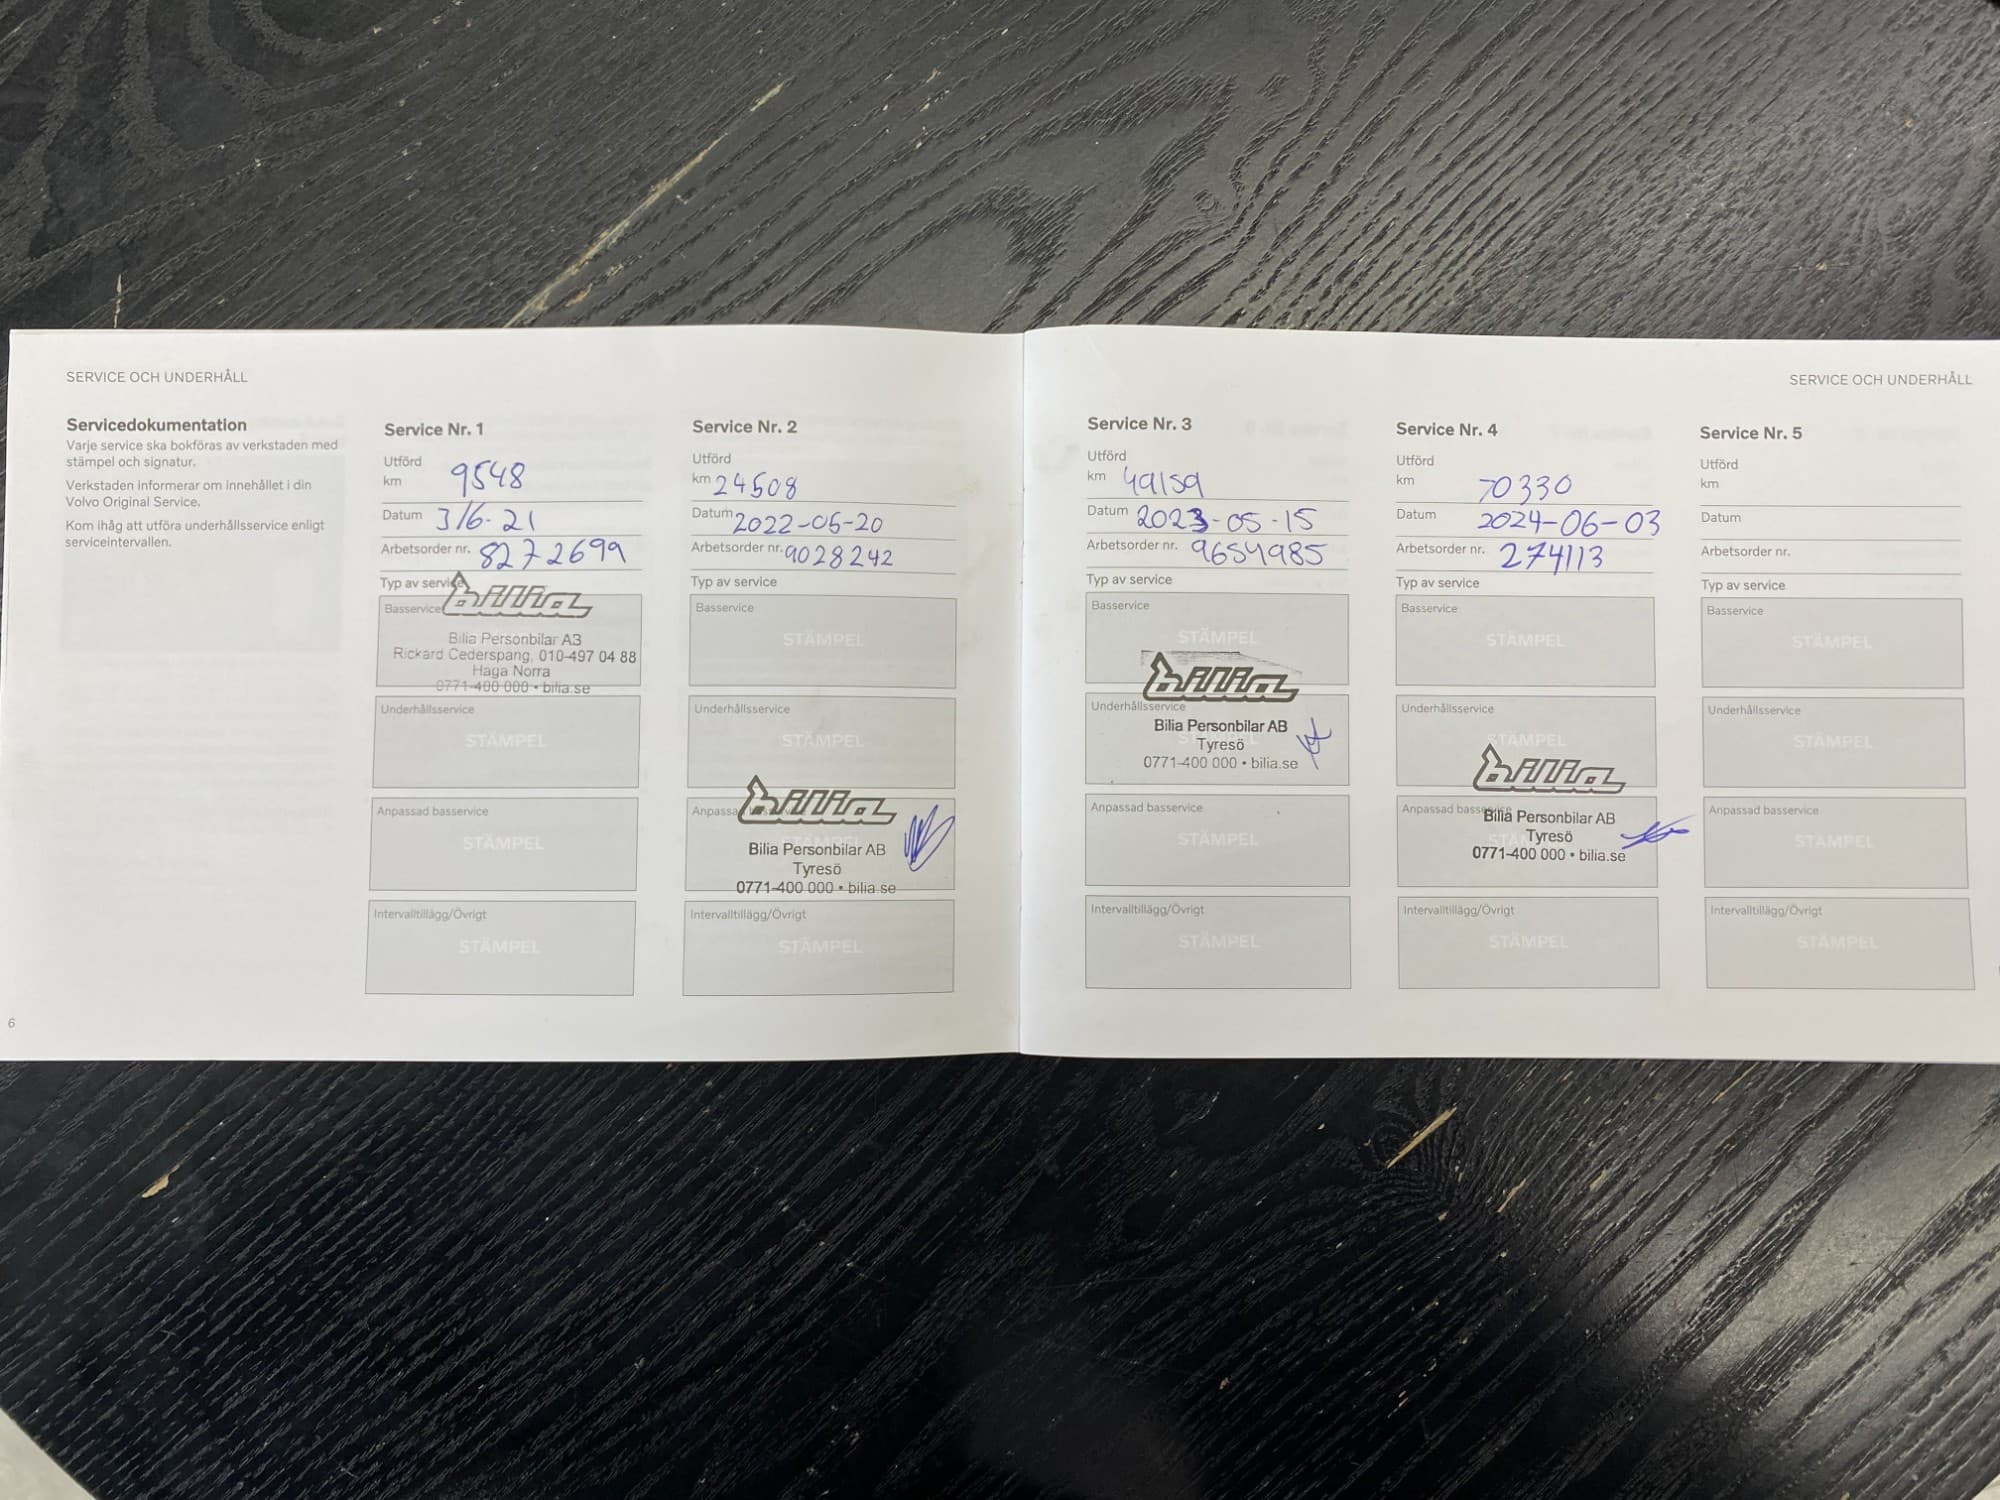 SERVICE OCH UNDERHÅLL
Servicedokumentation
Varje service ska bokföras av verkstaden med
stämpel och signatur.
Verkstaden informerar om innehållet i din
Volvo Original Service.
Kom ihåg att utföra underhållsservice enligt
serviceintervallen.
Service Nr. 1
Utförd
km 9548
Datum 3/6-21
Arbetsorder nr. 8272699
Typ av service
bilia
Basservice
Bilia Personbilar AB
Rickard Cederspang, 010-497 04 88
Haga Norra
0771-400 000 • bilia.se
Underhållsservice
STÄMPEL
Anpassad basservice
STÄMPEL
Intervalltillägg/Övrigt
STÄMPEL
Service Nr. 2
Utförd
km 24508
Datum 2022-05-20
Arbetsorder nr. 9028242
Typ av service
Basservice
STÄMPEL
Underhållsservice
STÄMPEL
bilia
Anpassad basservice
Bilia Personbilar AB
Tyresö
0771-400 000 • bilia.se
Intervalltillägg/Övrigt
STÄMPEL
6
SERVICE OCH UNDERHÅLL
Service Nr. 3
Utförd
km 49159
Datum 2023-05-15
Arbetsorder nr. 9654985
Typ av service
Basservice
STÄMPEL
bilia
Underhållsservice
Bilia Personbilar AB
Tyresö
0771-400 000 • bilia.se
Anpassad basservice
STÄMPEL
Intervalltillägg/Övrigt
STÄMPEL
Service Nr. 4
Utförd
km 70330
Datum 2024-06-03
Arbetsorder nr. 274113
Typ av service
Basservice
STÄMPEL
Underhållsservice
STÄMPEL
bilia
Anpassad basservice
Bilia Personbilar AB
Tyresö
0771-400 000 • bilia.se
Intervalltillägg/Övrigt
STÄMPEL
Service Nr. 5
Utförd
km
Datum
Arbetsorder nr.
Typ av service
Basservice
STÄMPEL
Underhållsservice
STÄMPEL
Anpassad basservice
STÄMPEL
Intervalltillägg/Övrigt
STÄMPEL